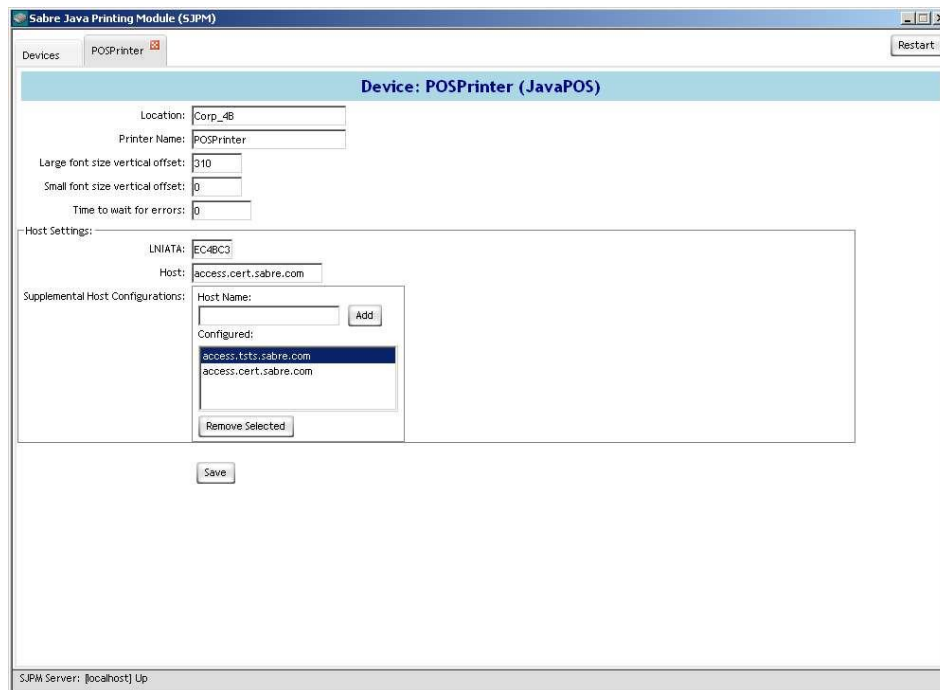 Sabre Java Printing Module (SJPM)
Devices
POSPrinter
Restart
Device: POSPrinter (JavaPOS)
Location: Corp_4B
Printer Name: POSPrinter
Large font size vertical offset: 310
Small font size vertical offset: 0
Time to wait for errors: 0
Host Settings:
LNIATA: EC4BC3
Host: access.cert.sabre.com
Supplemental Host Configurations:
Host Name:
Add
Configured:
access.tsts.sabre.com
access.cert.sabre.com
Remove Selected
Save
SJPM Server: [localhost] Up